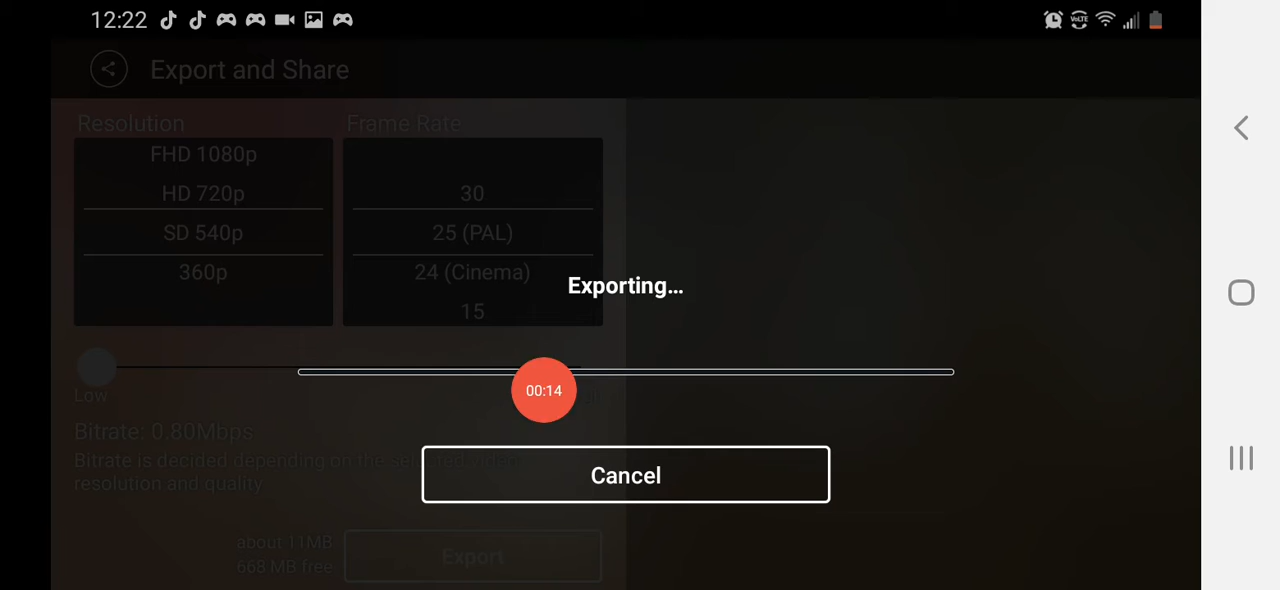 12:22
VoLTE
Export and Share
Resolution
Frame Rate
FHD 1080p
HD 720p
SD 540p
360p
30
25 (PAL)
24 (Cinema)
15
Exporting...
00:14
Low
Bitrate: 0.80Mbps
Bitrate is decided depending on the
resolution and quality
Cancel
about 11MB
668 MB free
Export